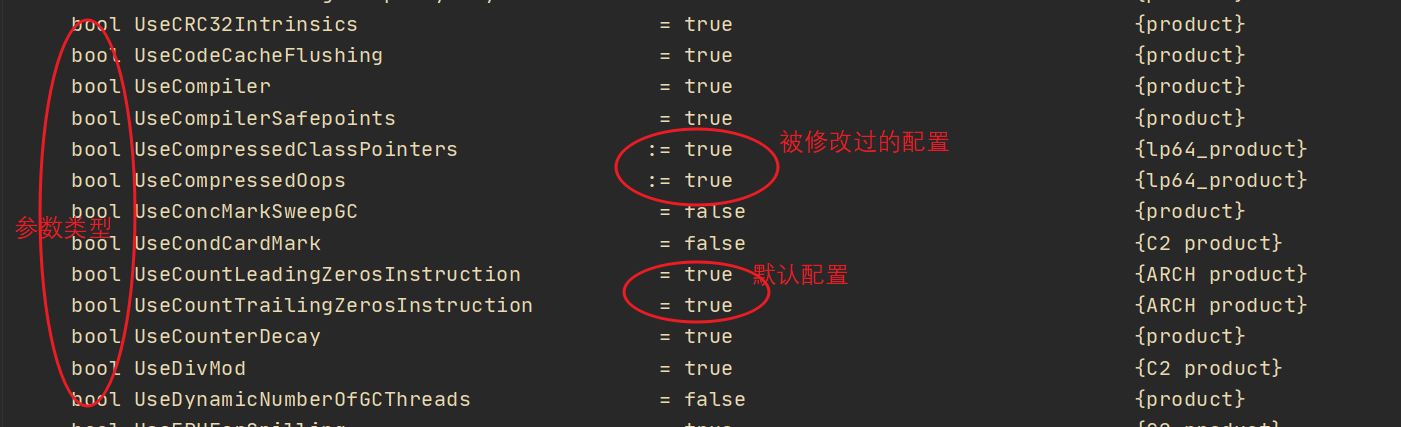 bool UseCRC32Intrinsics = true {product}
bool UseCodeCacheFlushing = true {product}
bool UseCompiler = true {product}
bool UseCompilerSafepoints = true {product}
bool UseCompressedClassPointers := true 被修改过的配置 {lp64_product}
bool UseCompressedOops := true {lp64_product}
bool UseConcMarkSweepGC = false {product}
参数类型
bool UseCondCardMark = false {C2 product}
bool UseCountLeadingZerosInstruction = true 默认配置 {ARCH product}
bool UseCountTrailingZerosInstruction = true {ARCH product}
bool UseCounterDecay = true {product}
bool UseDivMod = true {C2 product}
bool UseDynamicNumberOfGCThreads = false {product}